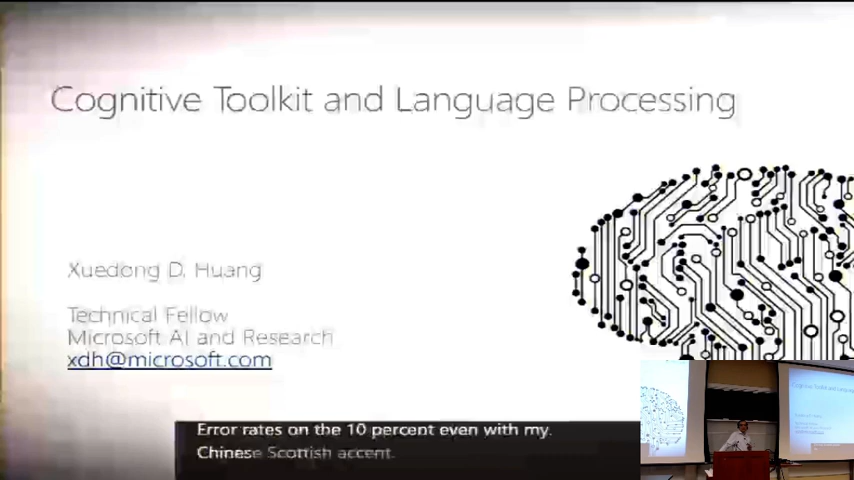 Cognitive Toolkit and Language Processing
Xuedong D. Huang
Technical Fellow
Microsoft AI and Research
xdh@microsoft.com
Error rates on the 10 percent even with my.
Chinese Scottish accent.